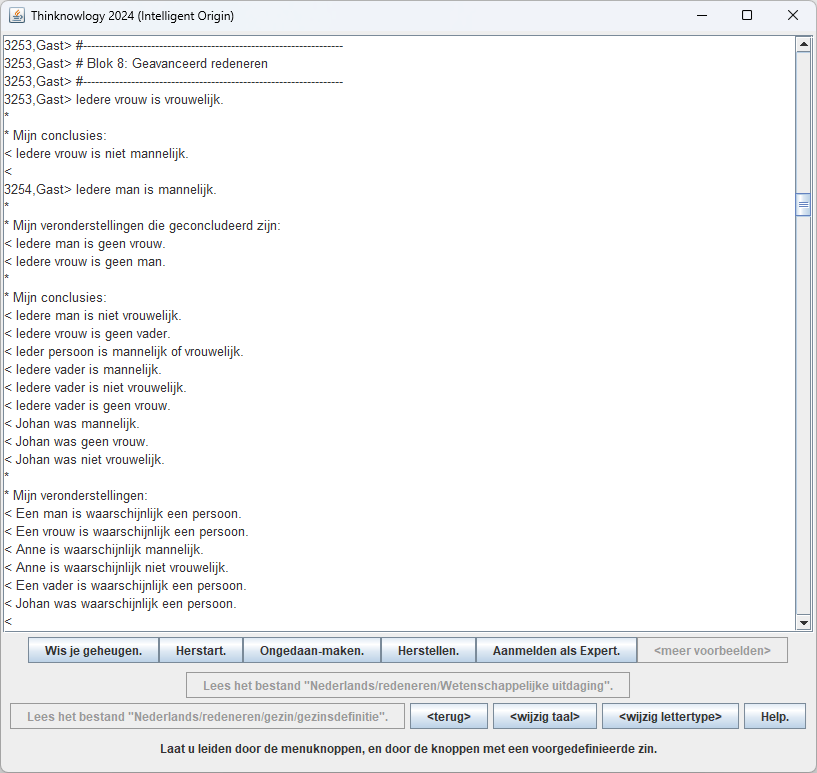 Thinknowlogy 2024 (Intelligent Origin)
3253,Gast> #-----------------------------------------------------------------
3253,Gast> # Blok 8: Geavanceerd redeneren
3253,Gast> #-----------------------------------------------------------------
3253,Gast> Iedere vrouw is vrouwelijk.
*
* Mijn conclusies:
< Iedere vrouw is niet mannelijk.
<
3254,Gast> Iedere man is mannelijk.
*
* Mijn veronderstellingen die geconcludeerd zijn:
< Iedere man is geen vrouw.
< Iedere vrouw is geen man.
*
* Mijn conclusies:
< Iedere man is niet vrouwelijk.
< Iedere vrouw is geen vader.
< Ieder persoon is mannelijk of vrouwelijk.
< Iedere vader is mannelijk.
< Iedere vader is niet vrouwelijk.
< Iedere vader is geen vrouw.
< Johan was mannelijk.
< Johan was geen vrouw.
< Johan was niet vrouwelijk.
*
* Mijn veronderstellingen:
< Een man is waarschijnlijk een persoon.
< Een vrouw is waarschijnlijk een persoon.
< Anne is waarschijnlijk mannelijk.
< Anne is waarschijnlijk niet vrouwelijk.
< Een vader is waarschijnlijk een persoon.
< Johan was waarschijnlijk een persoon.
<
Wis je geheugen. Herstart. Ongedaan-maken. Herstellen. Aanmelden als Expert. <meer voorbeelden>
Lees het bestand "Nederlands/redeneren/Wetenschappelijke uitdaging".
Lees het bestand "Nederlands/redeneren/gezin/gezinsdefinitie". <terug> <wijzig taal> <wijzig lettertype> Help.
Laat u leiden door de menuknoppen, en door de knoppen met een voorgedefinieerde zin.